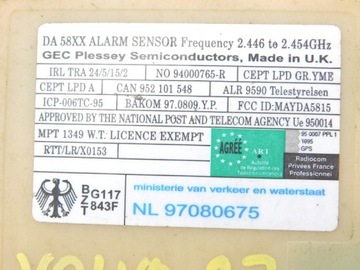 DA 58XX ALARM SENSOR Frequency 2.446 to 2.454GHz
GEC Plessey Semiconductors, Made in U.K.
IRL TRA 24/5/15/2
NO 94000765-R
CEPT LPD GR.YME
CEPT LPD A
CAN 952 101 548
ALR 9590 Telestyrelsen
ICP-006TC-95
BAKOM 97.0809.Y.P.
FCC ID:MAYDA5815
APPROVED BY THE NATIONAL POST AND TELECOM AGENCY Ue 950014
MPT 1349 W.T. LICENCE EXEMPT
RTT/LR/X0153
AGREE
ART
95 0067 PPL 1
1995
GPS
Radiocom
Privées France
Professionnel
BZT
G117
843F
ministerie van verkeer en waterstaat
NL 97080675